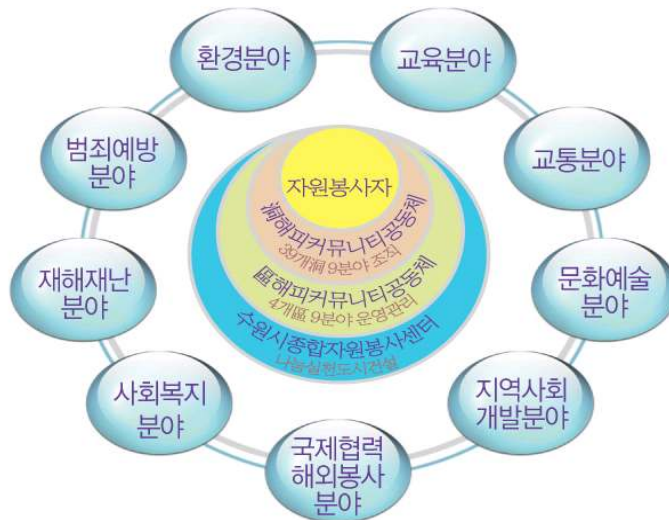 환경분야
교육분야
범죄예방
분야
교통분야
자원봉사자
洞해피커뮤니티공동체
39개洞 9분야 조직
재해재난
분야
區해피커뮤니티공동체
4개區 9분야 운영관리
문화예술
분야
수원시종합자원봉사센터
나눔실천도시건설
사회복지
분야
지역사회
개발분야
국제협력
해외봉사
분야